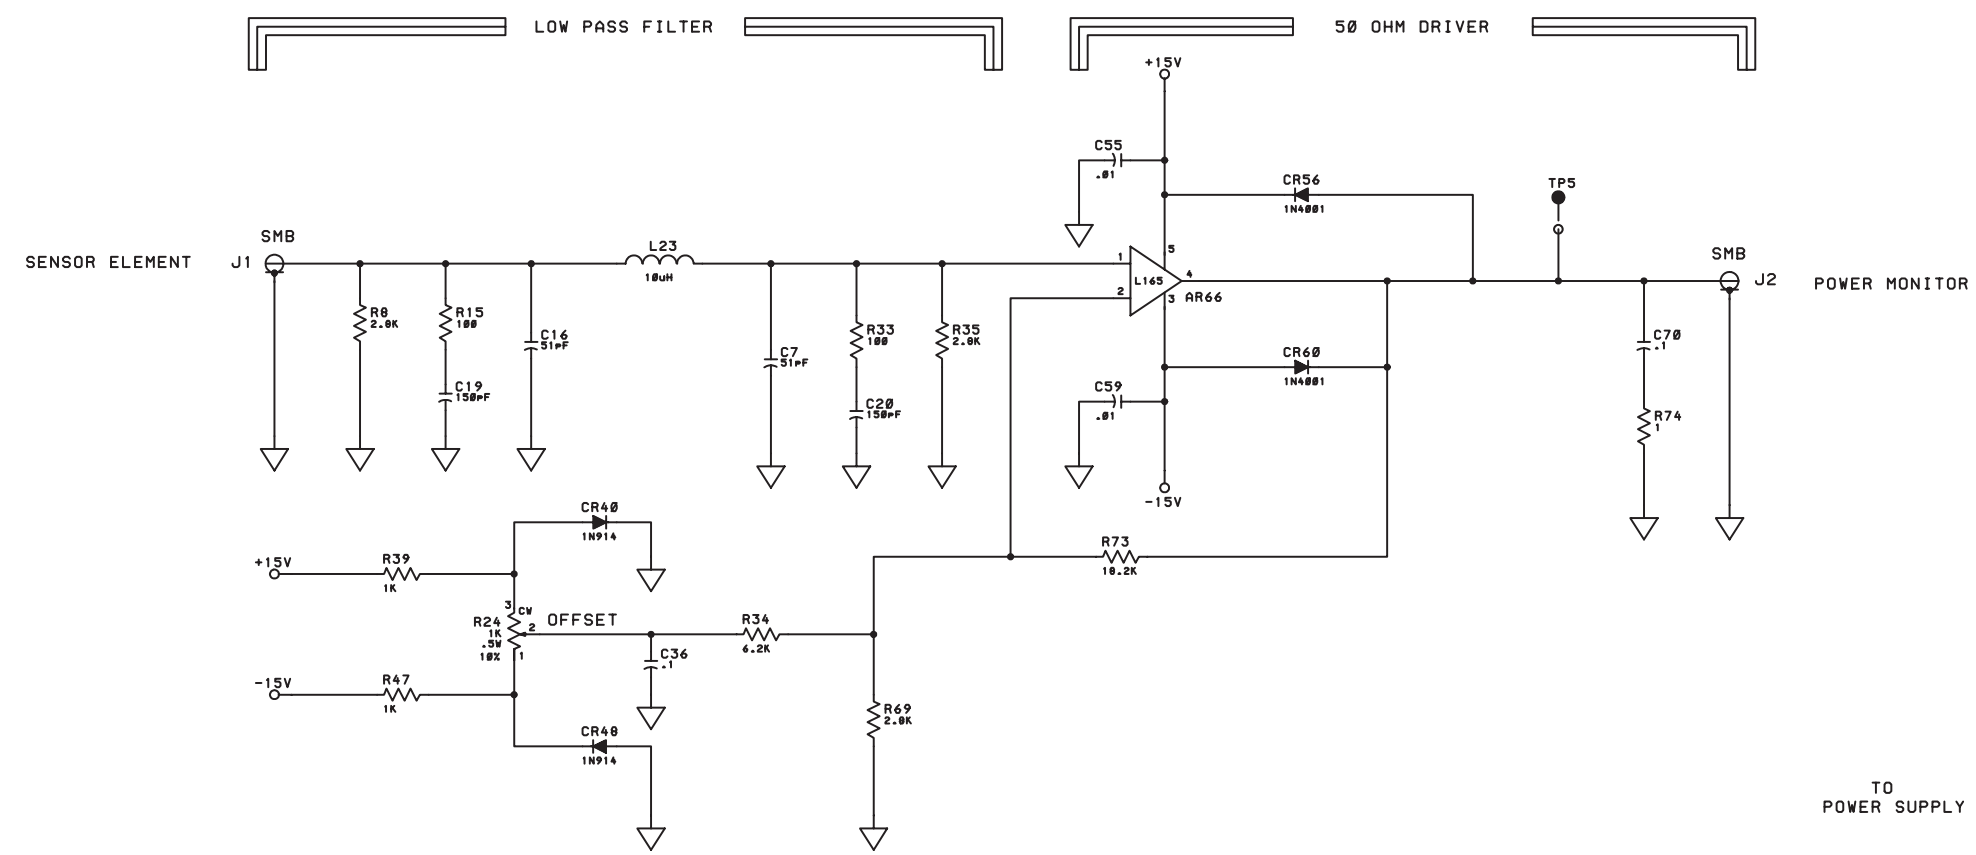 LOW PASS FILTER
50 OHM DRIVER
+15V
C55
.01
CR56
1N4001
TP5
SENSOR ELEMENT
J1
SMB
L23
10uH
1
5
L165
4
2
3
AR66
SMB
J2
POWER MONITOR
R8
2.0K
R15
100
C16
51PF
C19
150PF
C7
51PF
R33
100
R35
2.0K
C20
150PF
CR60
1N4001
C59
.01
-15V
C70
.1
R74
1
CR40
1N914
+15V
R39
1K
R73
18.2K
3
CW
R24
1K
.5W
10%
2
1
OFFSET
R34
6.2K
C36
.1
-15V
R47
1K
R69
2.0K
CR48
1N914
TO
POWER SUPPLY